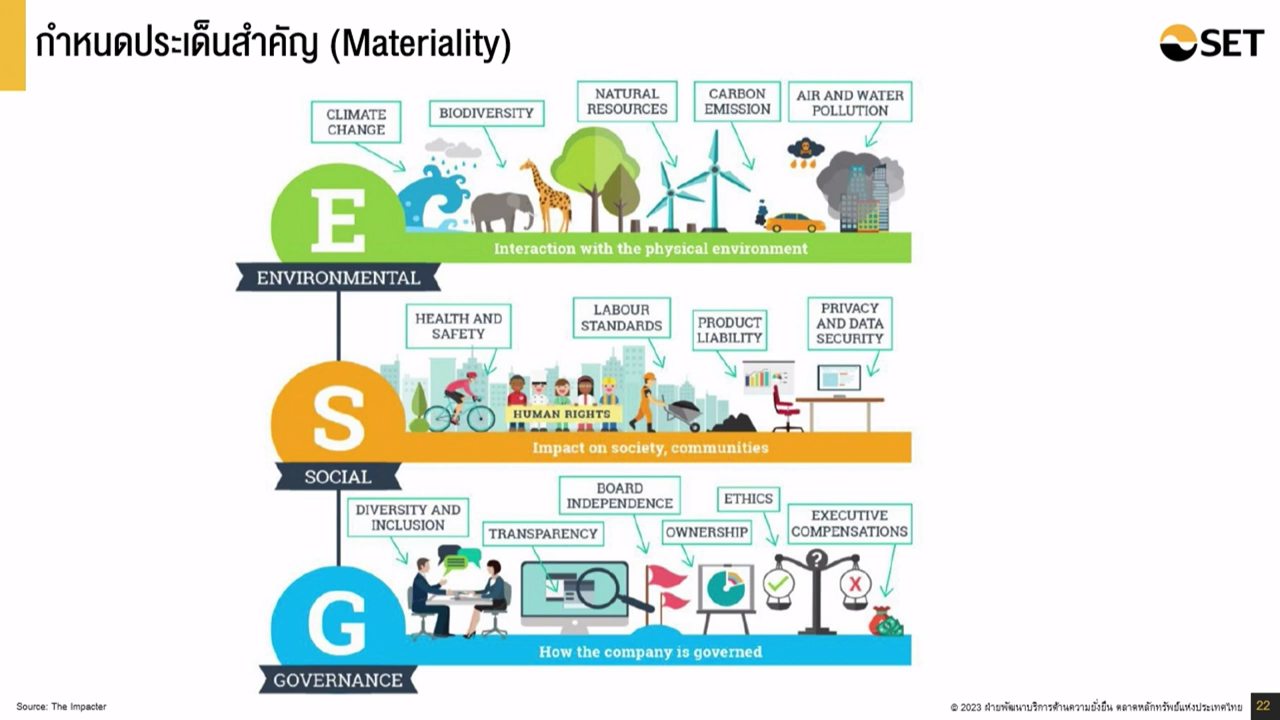 กำหนดประเด็นสำคัญ (Materiality)
SET
CLIMATE
CHANGE
BIODIVERSITY
NATURAL
RESOURCES
CARBON
EMISSION
AIR AND WATER
POLLUTION
E
Interaction with the physical environment
ENVIRONMENTAL
HEALTH AND
SAFETY
LABOUR
STANDARDS
PRODUCT
LIABILITY
PRIVACY
AND DATA
SECURITY
HUMAN RIGHTS
S
Impact on society, communities
SOCIAL
DIVERSITY AND
INCLUSION
TRANSPARENCY
BOARD
INDEPENDENCE
OWNERSHIP
ETHICS
EXECUTIVE
COMPENSATIONS
?
G
How the company is governed
GOVERNANCE
Source: The Impacter
© 2023 ฝ่ายพัฒนาบริการด้านความยั่งยืน ตลาดหลักทรัพย์แห่งประเทศไทย
22